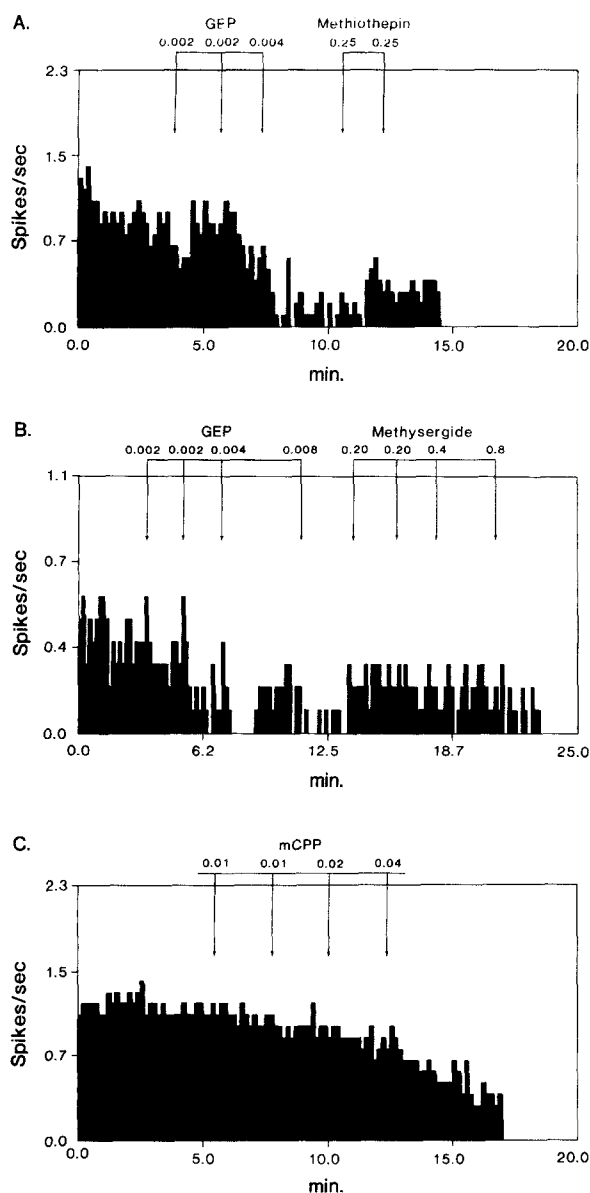 A.
GEP Methiothepin
0.002 0.002 0.004 0.25 0.25
2.3
1.5
0.7
0.0
Spikes/sec
0.0 5.0 10.0 15.0 20.0
min.
B.
GEP Methysergide
0.002 0.002 0.004 0.008 0.20 0.20 0.4 0.8
1.1
0.7
0.4
0.0
Spikes/sec
0.0 6.2 12.5 18.7 25.0
min.
C.
mCPP
0.01 0.01 0.02 0.04
2.3
1.5
0.7
0.0
Spikes/sec
0.0 5.0 10.0 15.0 20.0
min.